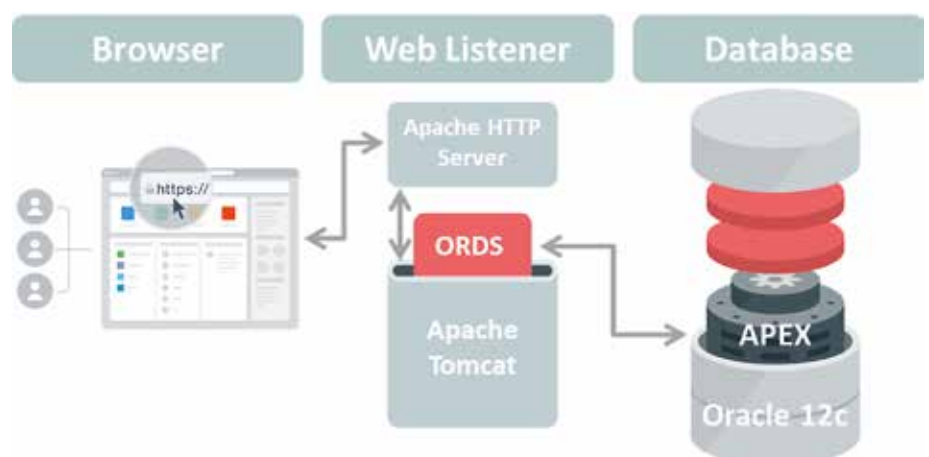 Browser
Web Listener
Database
https://
Apache HTTP
Server
ORDS
Apache
Tomcat
APEX
Oracle 12c